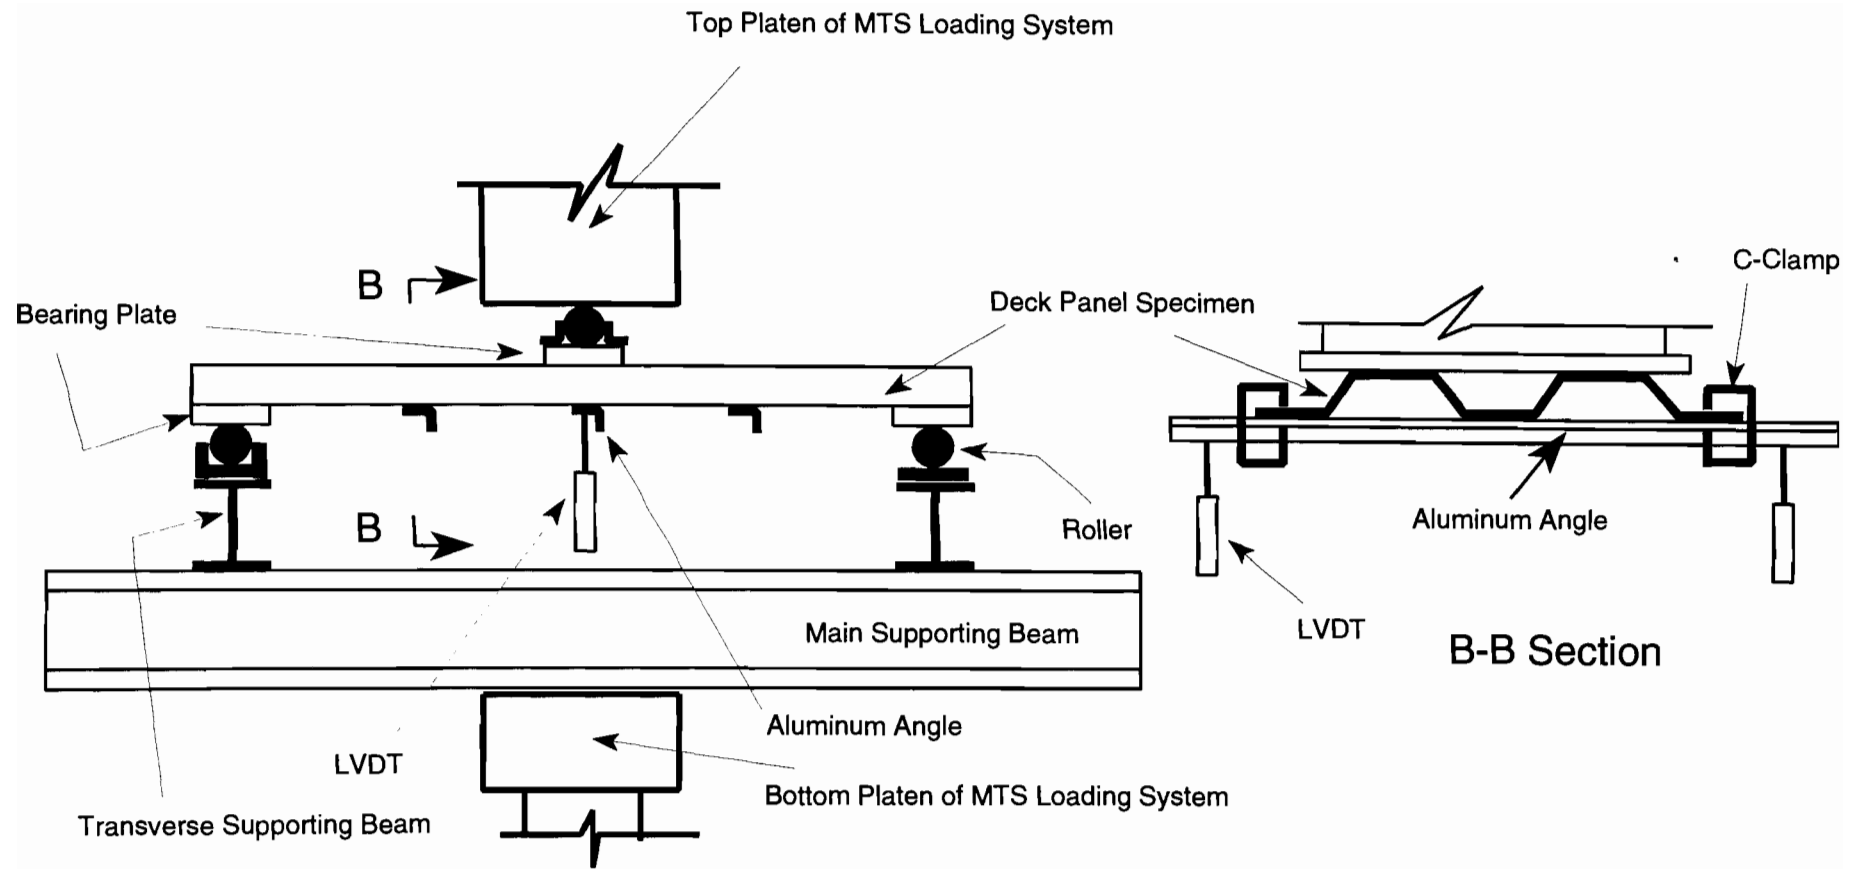 Top Platen of MTS Loading System
C-Clamp
B
Deck Panel Specimen
Bearing Plate
B
Roller
Aluminum Angle
LVDT
Main Supporting Beam
B-B Section
Aluminum Angle
LVDT
Bottom Platen of MTS Loading System
Transverse Supporting Beam